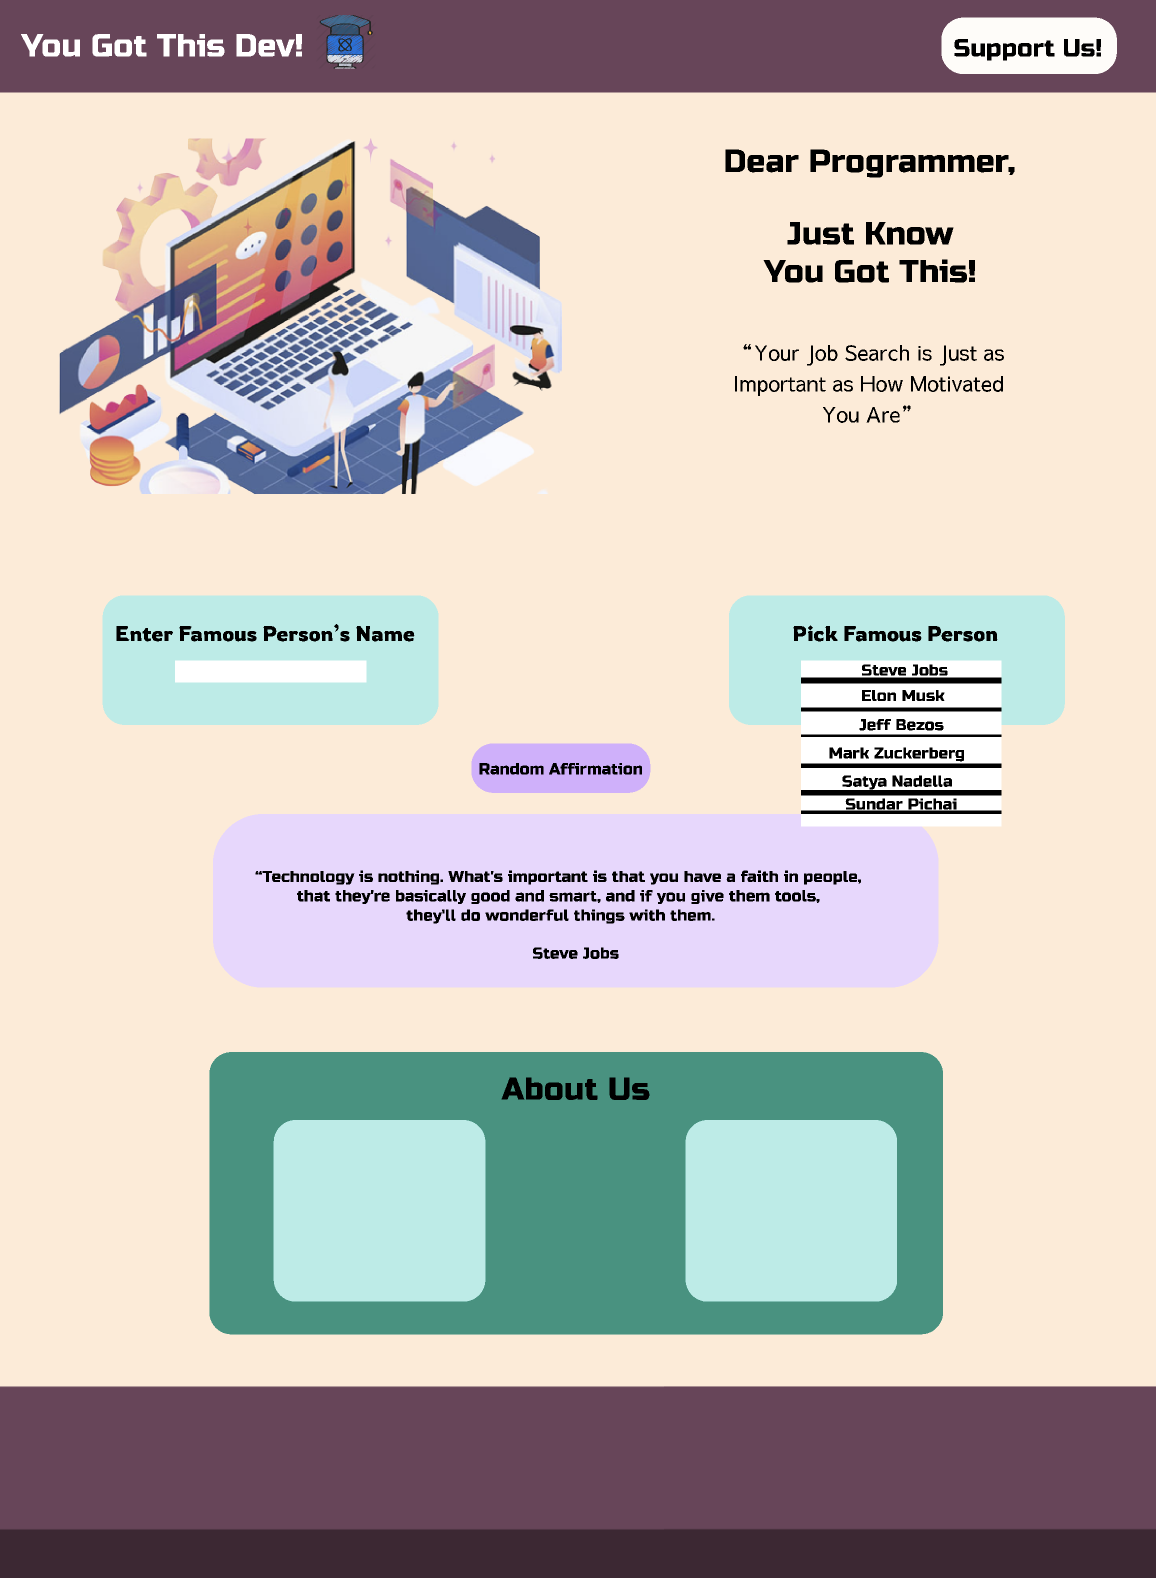 You Got This Dev!
Support Us!
Dear Programmer,
Just Know
You Got This!
“Your Job Search is Just as
Important as How Motivated
You Are”
Enter Famous Person’s Name
Pick Famous Person
Steve Jobs
Elon Musk
Jeff Bezos
Mark Zuckerberg
Satya Nadella
Sundar Pichai
Random Affirmation
“Technology is nothing. What's important is that you have a faith in people,
that they're basically good and smart, and if you give them tools,
they'll do wonderful things with them.
Steve Jobs
About Us